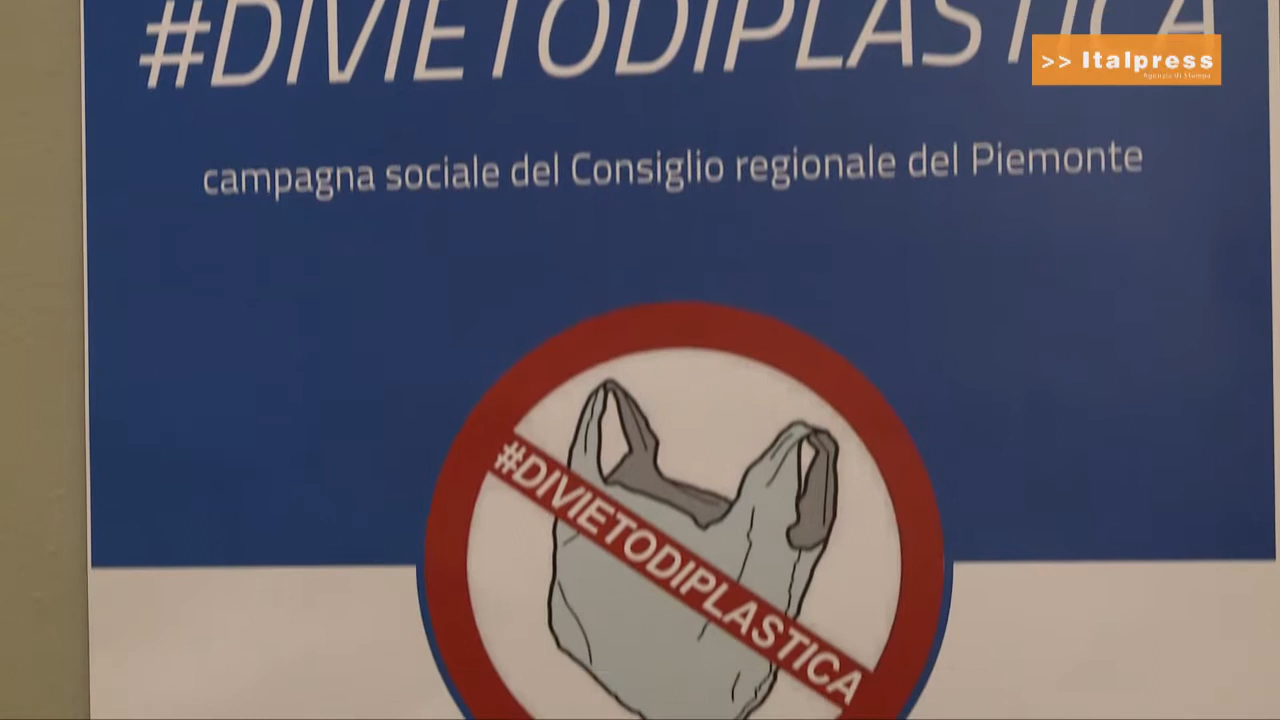 #DIVIETODIPLASTICA
>> Italpress
Agenzia di Stampa
campagna sociale del Consiglio regionale del Piemonte
#DIVIETODIPLASTICA